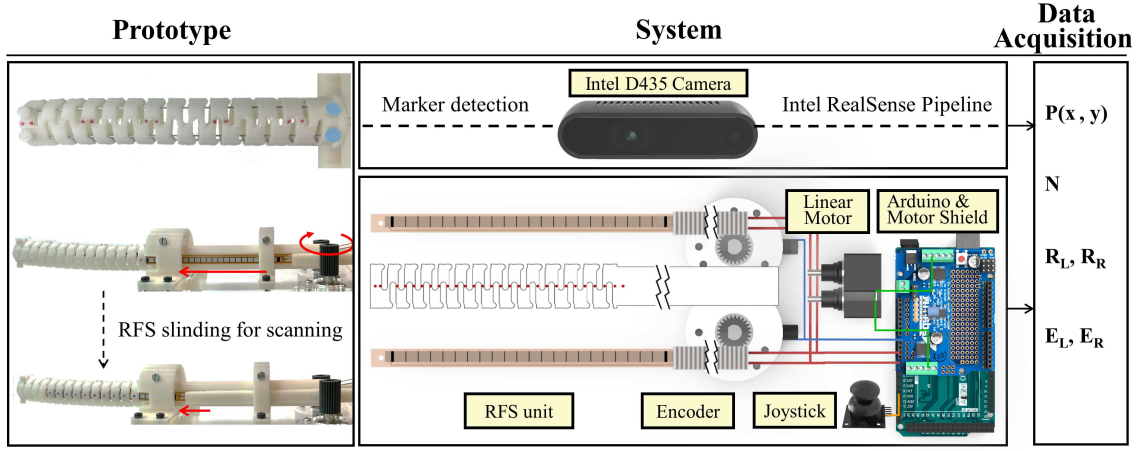 Prototype
System
Data
Acquisition
Intel D435 Camera
Marker detection
Intel RealSense Pipeline
P(x , y)
N
R_L, R_R
E_L, E_R
Linear
Motor
Arduino &
Motor Shield
RFS slinding for scanning
RFS unit
Encoder
Joystick